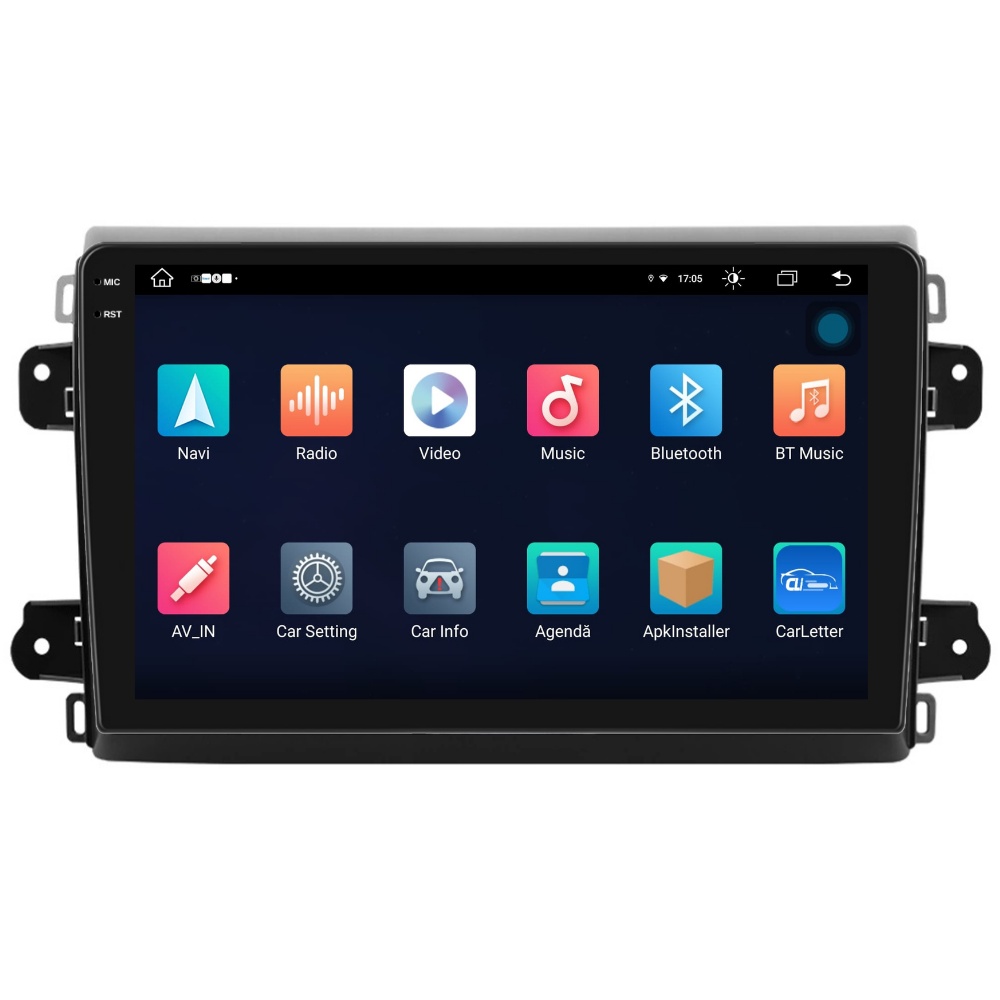 MIC
17:05
RST
Navi
Radio
Video
Music
Bluetooth
BT Music
AV_IN
Car Setting
Car Info
Agendă
ApkInstaller
CarLetter